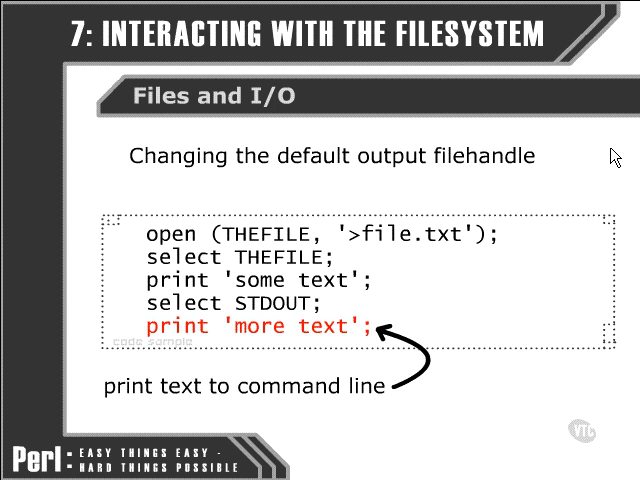 7: INTERACTING WITH THE FILESYSTEM
Files and I/O
Changing the default output filehandle
open (THEFILE, '>file.txt');
select THEFILE;
print 'some text';
select STDOUT;
print 'more text';
code sample
print text to command line
VTC
Perl: EASY THINGS EASY -
HARD THINGS POSSIBLE